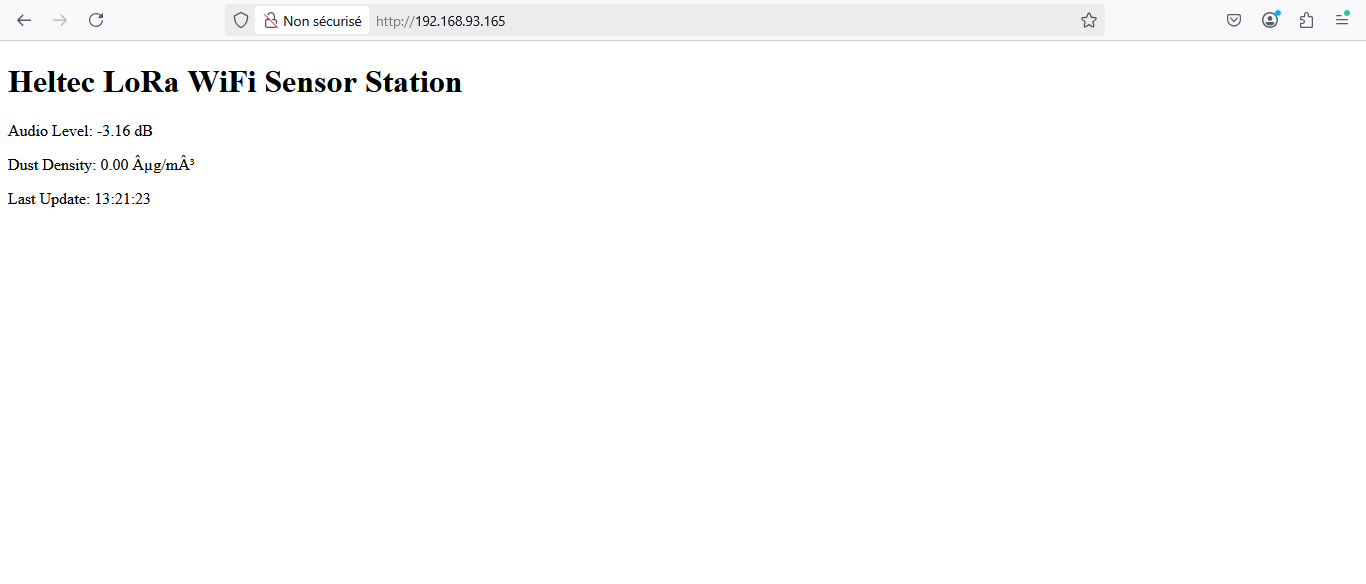 Non sécurisé http://192.168.93.165
Heltec LoRa WiFi Sensor Station
Audio Level: -3.16 dB
Dust Density: 0.00 Âµg/mÂ³
Last Update: 13:21:23